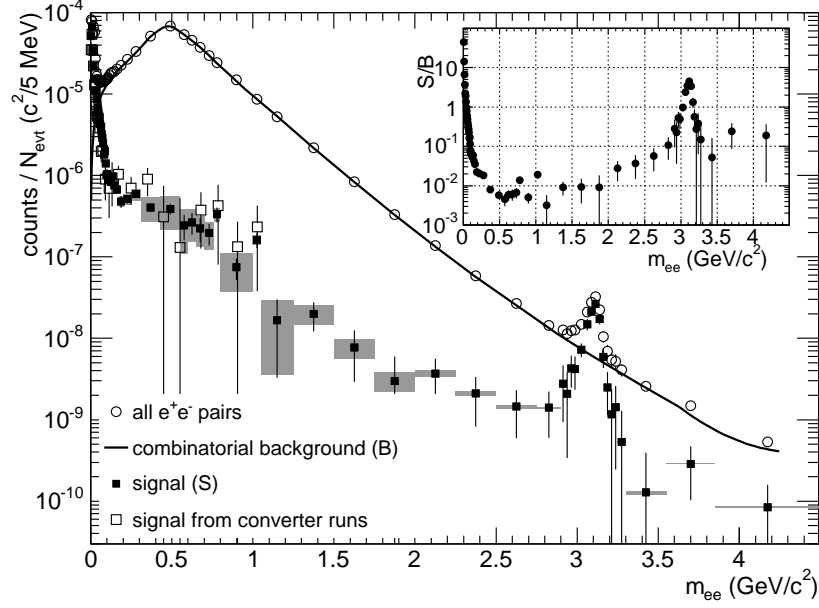 counts / N_evt (c²/5 MeV)
10⁻⁴
10⁻⁵
10⁻⁶
10⁻⁷
10⁻⁸
10⁻⁹
10⁻¹⁰
S/B
10
1
10⁻¹
10⁻²
10⁻³
0 0.5 1 1.5 2 2.5 3 3.5 4 4.5
m_ee (GeV/c²)
all e⁺e⁻ pairs
combinatorial background (B)
signal (S)
signal from converter runs
0 0.5 1 1.5 2 2.5 3 3.5 4
m_ee (GeV/c²)